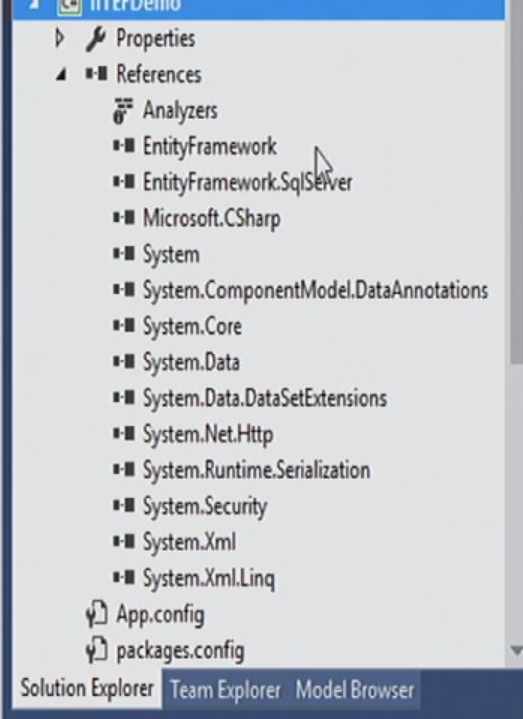 Properties
References
Analyzers
EntityFramework
EntityFramework.SqlServer
Microsoft.CSharp
System
System.ComponentModel.DataAnnotations
System.Core
System.Data
System.Data.DataSetExtensions
System.Net.Http
System.Runtime.Serialization
System.Security
System.Xml
System.Xml.Linq
App.config
packages.config
Solution Explorer Team Explorer Model Browser